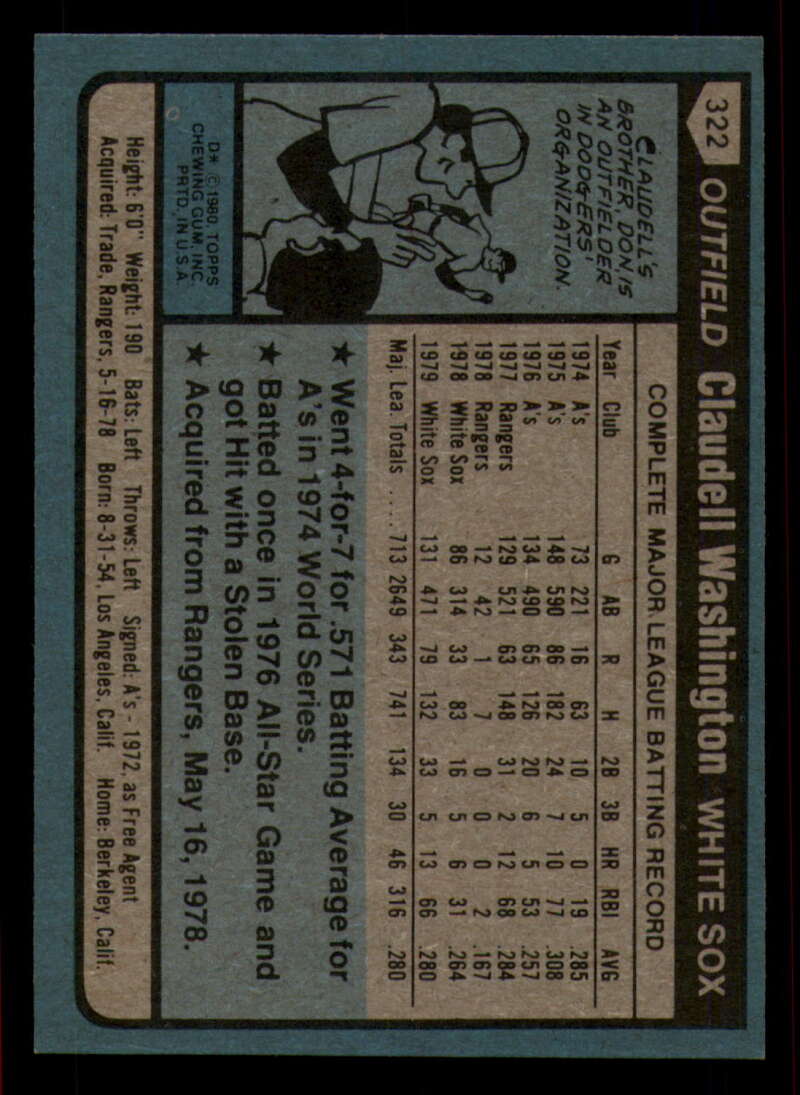 322 OUTFIELD Claudell Washington WHITE SOX
CLAUDELL'S
BROTHER, DON, IS
AN OUTFIELDER
IN DODGERS'
ORGANIZATION.
D* © 1980 TOPPS
CHEWING GUM, INC.
PRTD. IN U.S.A.
COMPLETE MAJOR LEAGUE BATTING RECORD
Year Club G AB R H 2B 3B HR RBI AVG
1974 A's 73 221 16 63 10 5 0 19 .285
1975 A's 148 590 86 182 24 7 10 77 .308
1976 A's 134 490 65 126 20 6 5 53 .257
1977 Rangers 129 521 63 148 31 2 12 68 .284
1978 Rangers 12 42 1 7 0 0 0 2 .167
1978 White Sox 86 314 33 83 16 5 6 31 .264
1979 White Sox 131 471 79 132 33 5 13 66 .280
Maj. Lea. Totals ..... 713 2649 343 741 134 30 46 316 .280
★ Went 4-for-7 for .571 Batting Average for
A's in 1974 World Series.
★ Batted once in 1976 All-Star Game and
got Hit with a Stolen Base.
★ Acquired from Rangers, May 16, 1978.
Height: 6'0" Weight: 190 Bats: Left Throws: Left Signed: A's - 1972, as Free Agent
Acquired: Trade, Rangers, 5-16-78 Born: 8-31-54, Los Angeles, Calif. Home: Berkeley, Calif.